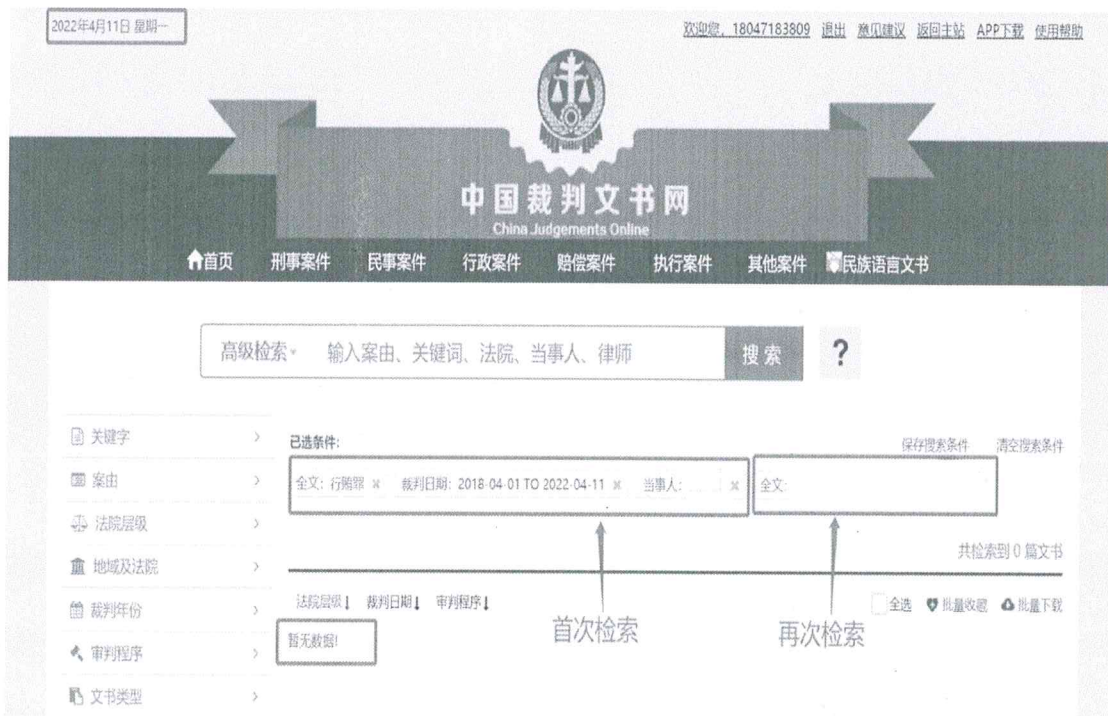 2022年4月11日 星期一
欢迎您，18047183809 退出 意见建议 返回主站 APP下载 使用帮助
中国裁判文书网
China Judgements Online
首页 刑事案件 民事案件 行政案件 赔偿案件 执行案件 其他案件 民族语言文书
高级检索 输入案由、关键词、法院、当事人、律师 搜索 ?
关键字
案由
法院层级
地域及法院
裁判年份
审判程序
文书类型
已选条件:
保存搜索条件 清空搜索条件
全文: 行贿罪 × 裁判日期: 2018-04-01 TO 2022-04-11 × 当事人: × 全文:
共检索到 0 篇文书
法院层级↓ 裁判日期↓ 审判程序↓
全选 批量收藏 批量下载
首次检索 再次检索
暂无数据!